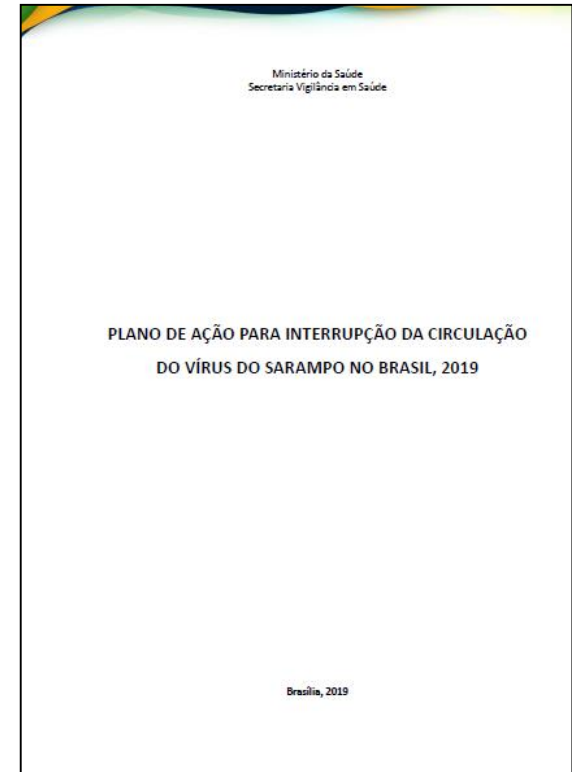 Ministério da Saúde
Secretaria Vigilância em Saúde
PLANO DE AÇÃO PARA INTERRUPÇÃO DA CIRCULAÇÃO
DO VÍRUS DO SARAMPO NO BRASIL, 2019
Brasília, 2019